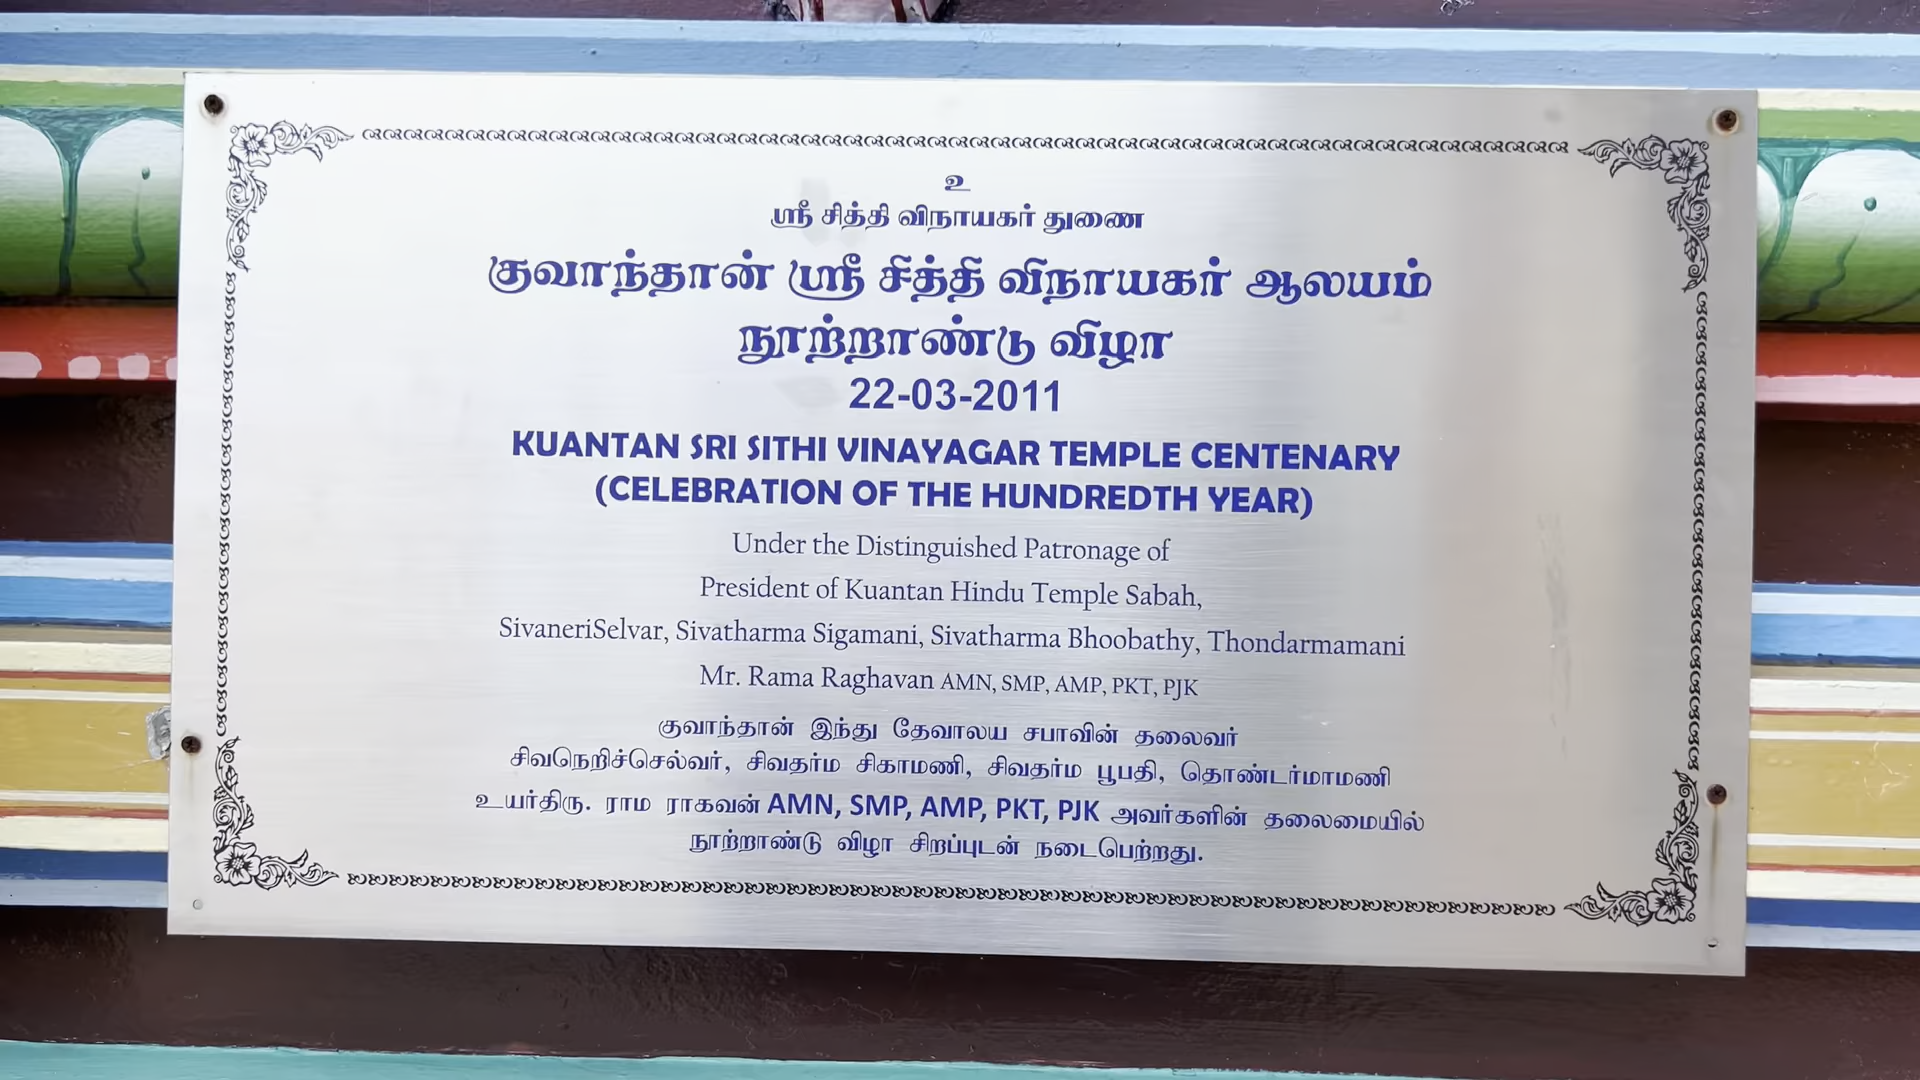 உ
ஸ்ரீ சித்தி விநாயகர் துணை
குவாந்தான் ஸ்ரீ சித்தி விநாயகர் ஆலயம்
நூற்றாண்டு விழா
22-03-2011
KUANTAN SRI SITHI VINAYAGAR TEMPLE CENTENARY
(CELEBRATION OF THE HUNDREDTH YEAR)
Under the Distinguished Patronage of
President of Kuantan Hindu Temple Sabah,
SivaneriSelvar, Sivatharma Sigamani, Sivatharma Bhoobathy, Thondarmamani
Mr. Rama Raghavan AMN, SMP, AMP, PKT, PJK
குவாந்தான் இந்து தேவாலய சபாவின் தலைவர்
சிவநெறிச்செல்வர், சிவதர்ம சிகாமணி, சிவதர்ம பூபதி, தொண்டர்மாமணி
உயர்திரு. ராம ராகவன் AMN, SMP, AMP, PKT, PJK அவர்களின் தலைமையில்
நூற்றாண்டு விழா சிறப்புடன் நடைபெற்றது.